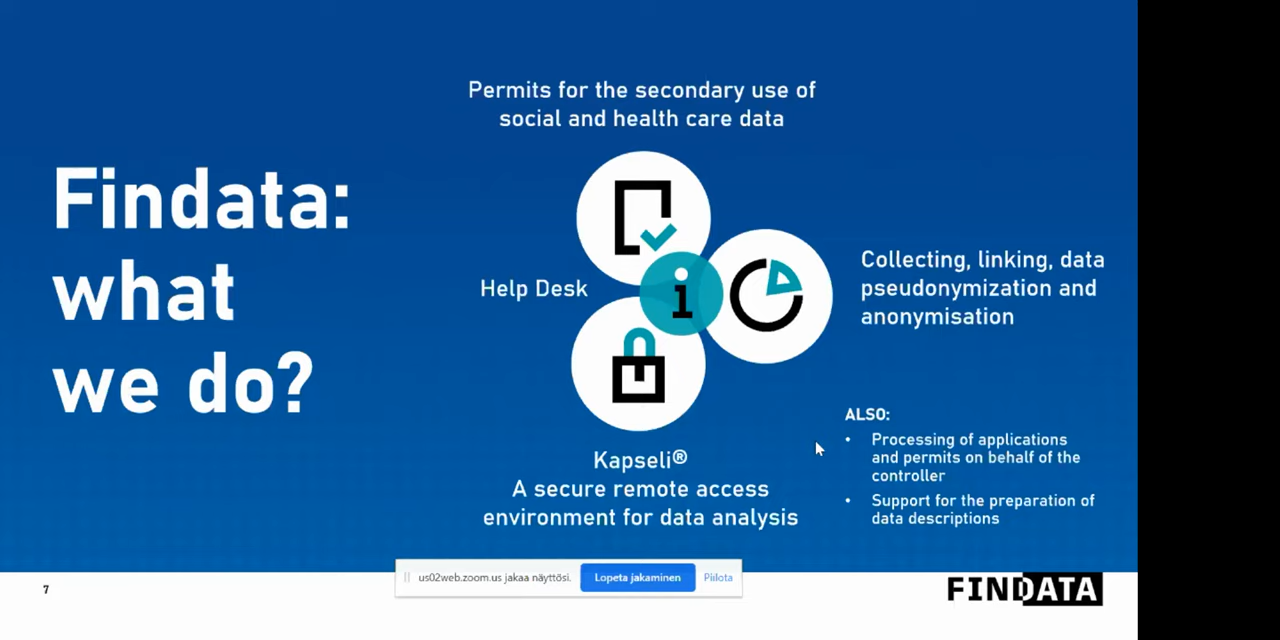 Permits for the secondary use of
social and health care data
Findata:
what
we do?
Help Desk
i
Collecting, linking, data
pseudonymization and
anonymisation
Kapseli®
A secure remote access
environment for data analysis
ALSO:
• Processing of applications
and permits on behalf of the
controller
• Support for the preparation of
data descriptions
us02web.zoom.us jakaa näyttösi. Lopeta jakaminen Piilota
7
FINDATA